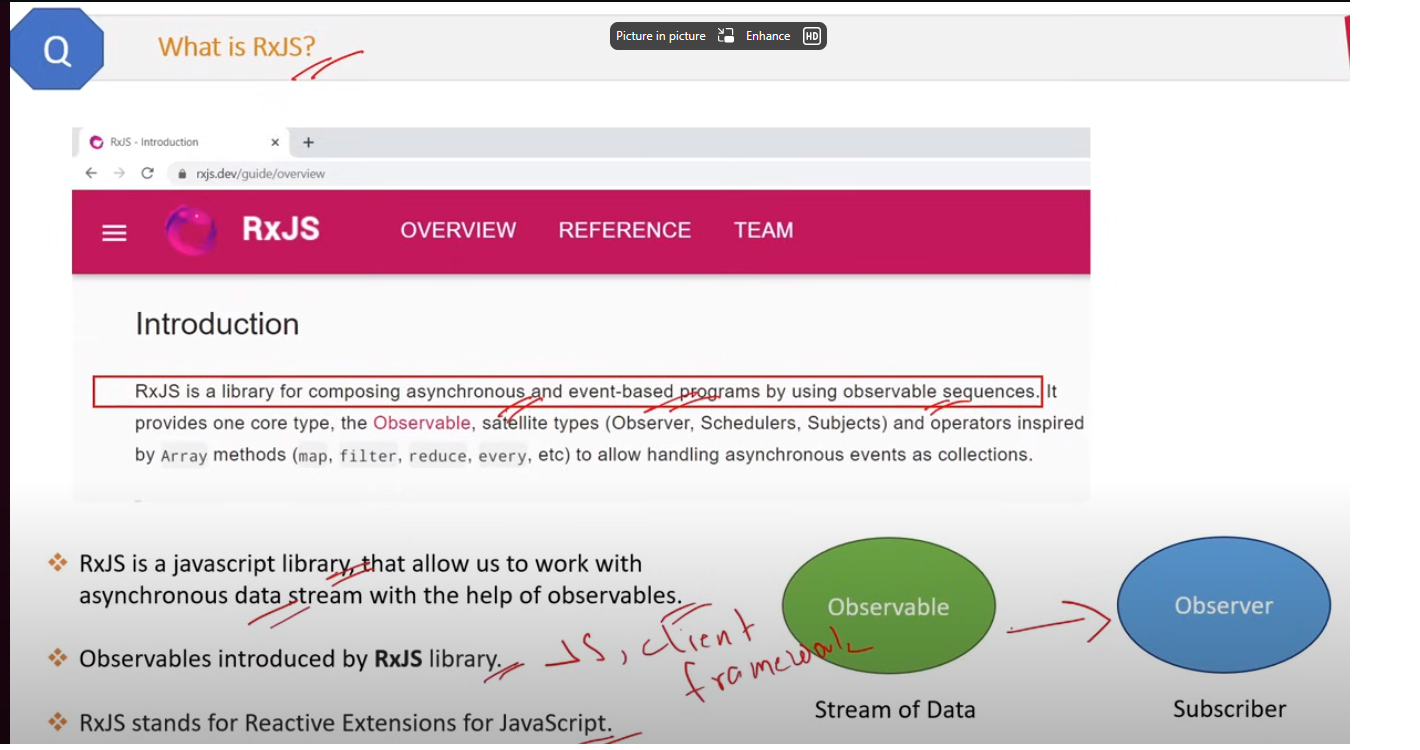 Q
What is RxJS?
Picture in picture Enhance HD
RxJS - Introduction
rxjs.dev/guide/overview
RxJS OVERVIEW REFERENCE TEAM
Introduction
RxJS is a library for composing asynchronous and event-based programs by using observable sequences. It
provides one core type, the Observable, satellite types (Observer, Schedulers, Subjects) and operators inspired
by Array methods (map, filter, reduce, every, etc) to allow handling asynchronous events as collections.
❖ RxJS is a javascript library, that allow us to work with
asynchronous data stream with the help of observables.
❖ Observables introduced by RxJS library.
JS, client
framework
❖ RxJS stands for Reactive Extensions for JavaScript.
Observable
Observer
Stream of Data
Subscriber